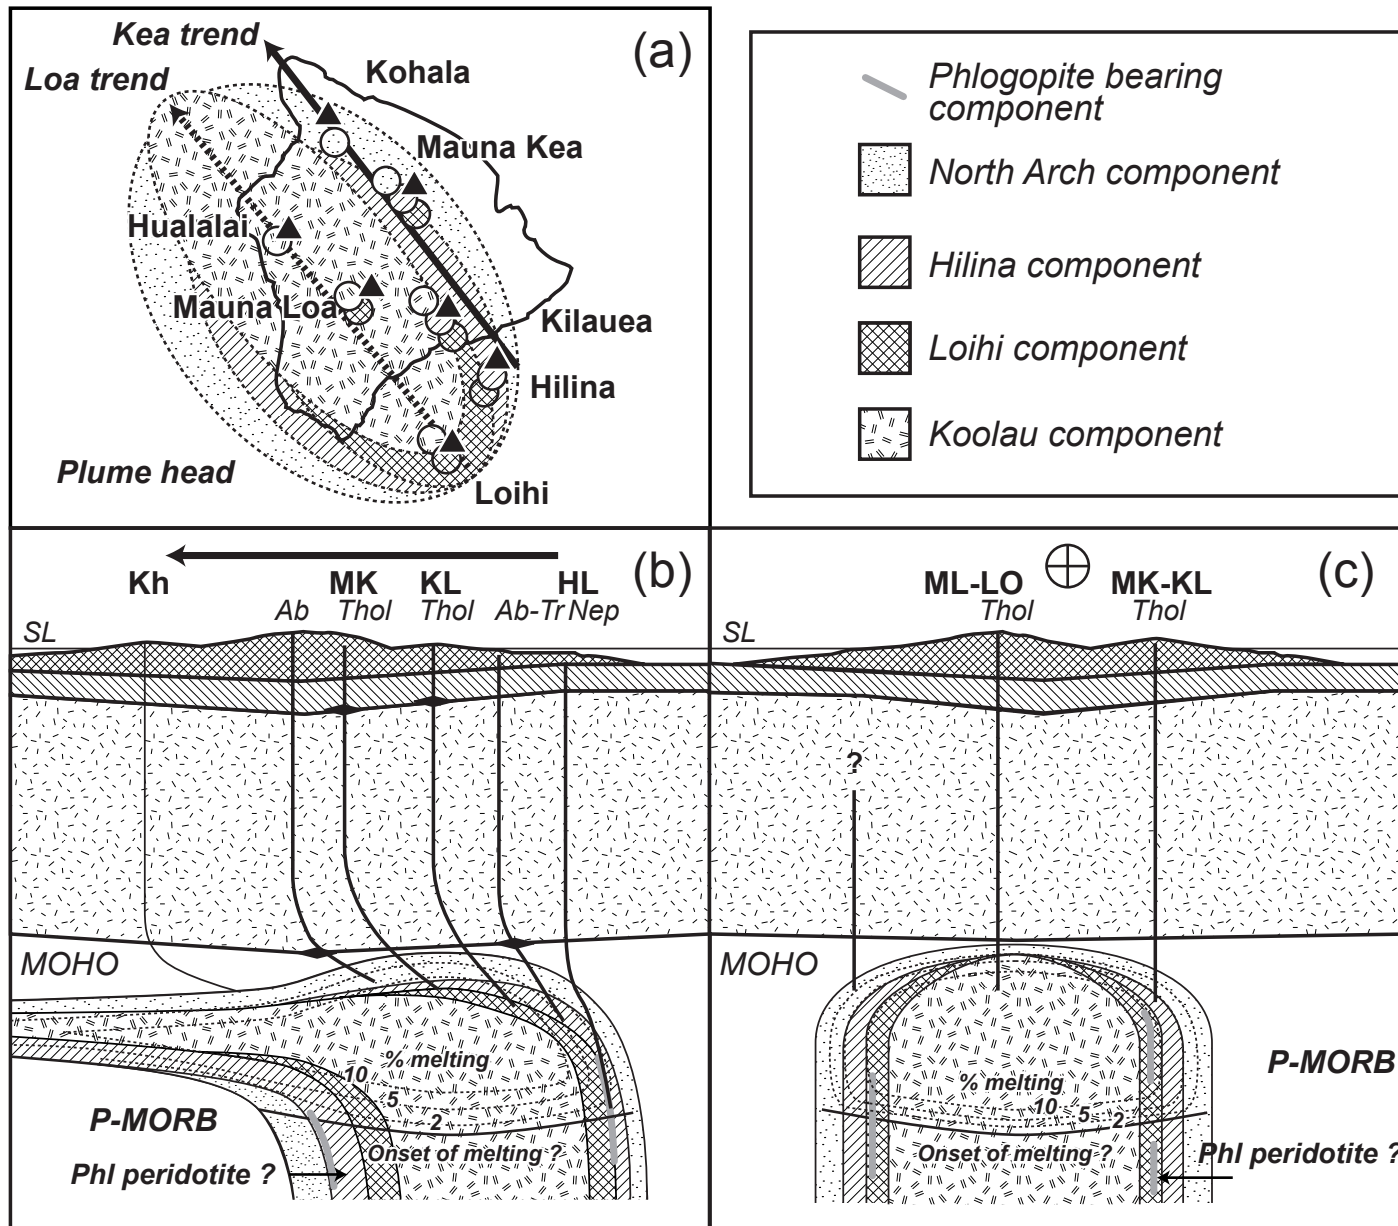 (a)
Kea trend
Loa trend
Kohala
Mauna Kea
Hualalai
Mauna Loa
Kilauea
Hilina
Plume head
Loihi
Phlogopite bearing
component
North Arch component
Hilina component
Loihi component
Koolau component
(b)
Kh
MK
KL
HL
Ab
Thol
Thol
Ab-Tr
Nep
SL
MOHO
% melting
10
5
2
P-MORB
Onset of melting ?
Phl peridotite ?
(c)
ML-LO
MK-KL
Thol
Thol
SL
?
MOHO
P-MORB
% melting
10
5
2
Onset of melting ?
Phl peridotite ?